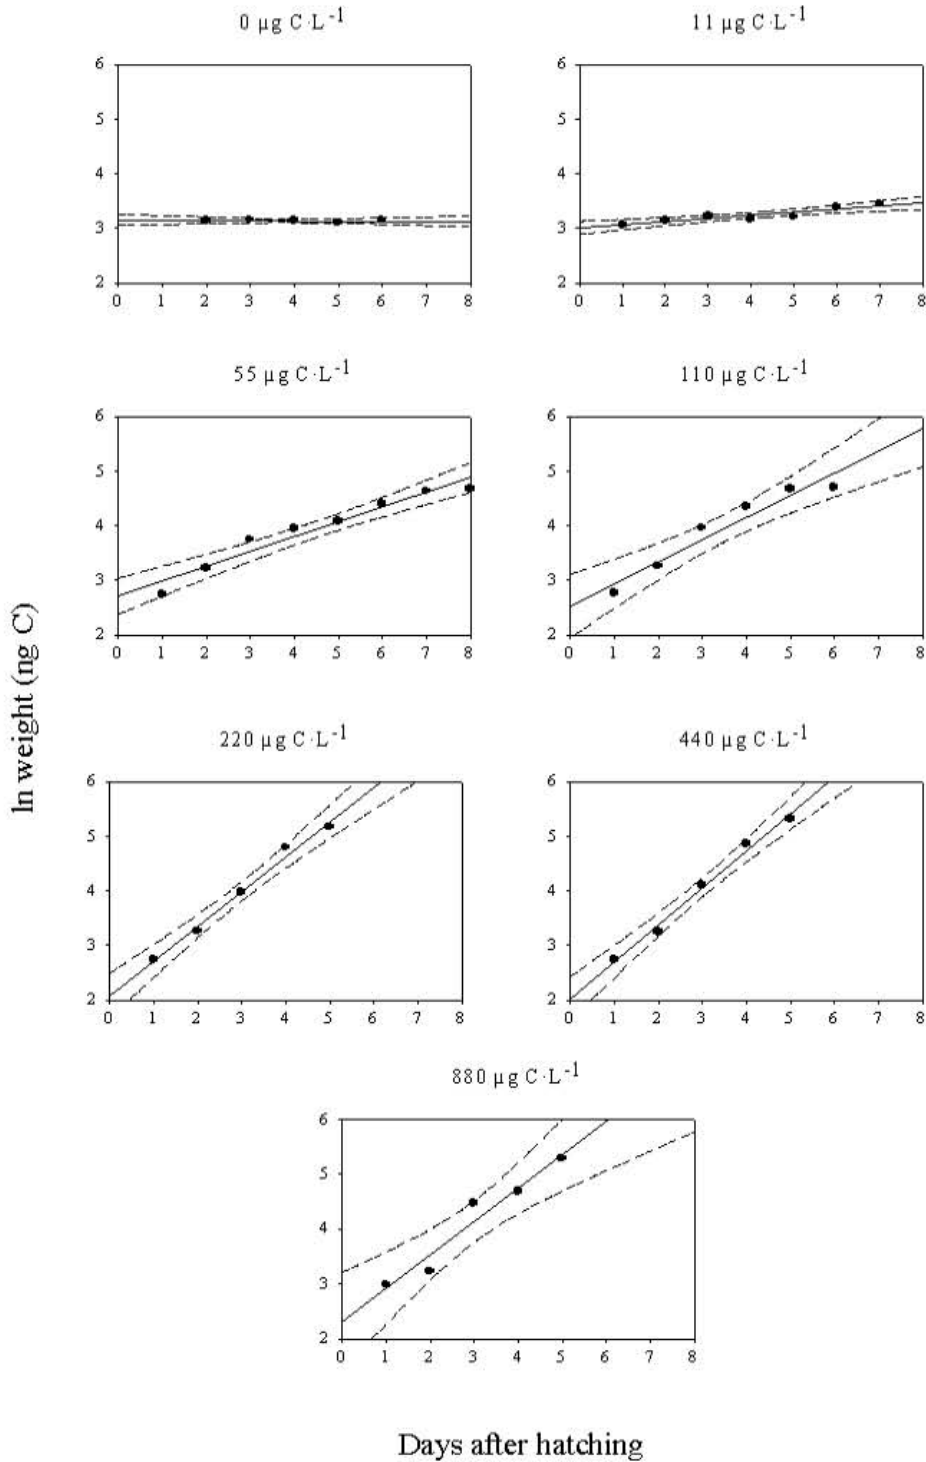 0 µg C·L⁻¹ 11 µg C·L⁻¹
6 6
5 5
4 4
3 3
2 2
0 1 2 3 4 5 6 7 8 0 1 2 3 4 5 6 7 8
55 µg C·L⁻¹ 110 µg C·L⁻¹
6 6
5 5
4 4
3 3
2 2
0 1 2 3 4 5 6 7 8 0 1 2 3 4 5 6 7 8
ln weight (ng C)
220 µg C·L⁻¹ 440 µg C·L⁻¹
6 6
5 5
4 4
3 3
2 2
0 1 2 3 4 5 6 7 8 0 1 2 3 4 5 6 7 8
880 µg C·L⁻¹
6
5
4
3
2
0 1 2 3 4 5 6 7 8
Days after hatching